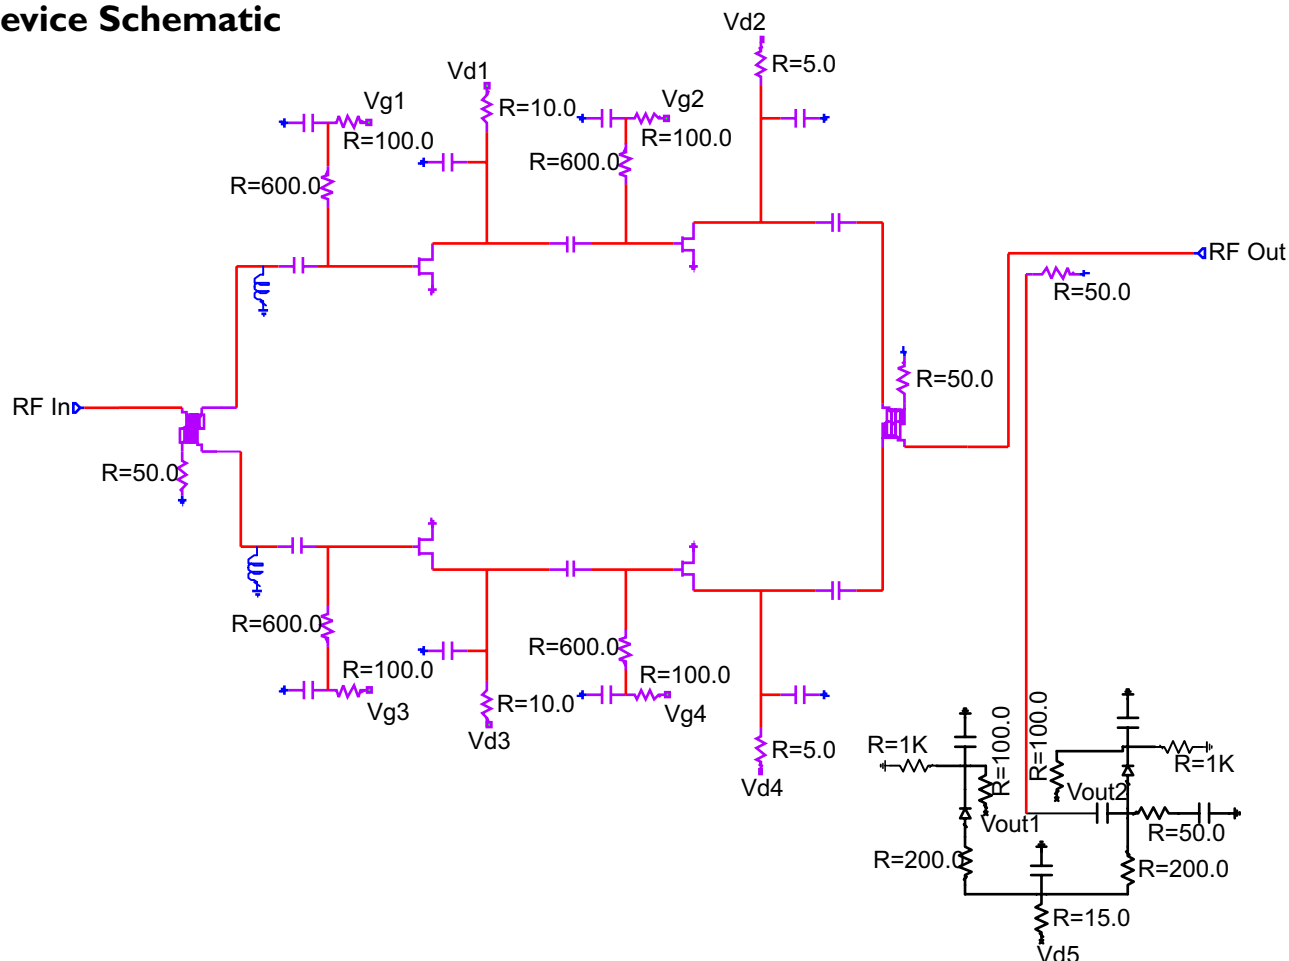 evice Schematic
Vd2
R=5.0
Vd1
Vg1
R=10.0
Vg2
R=100.0
R=100.0
R=600.0
R=600.0
RF Out
R=50.0
R=50.0
RF In
R=50.0
R=600.0
R=600.0
R=100.0
R=100.0
Vg3
R=10.0
Vg4
Vd3
R=5.0
Vd4
R=1K
R=100.0
R=100.0
R=1K
Vout2
Vout1
R=50.0
R=200.0
R=200.0
R=15.0
Vd5